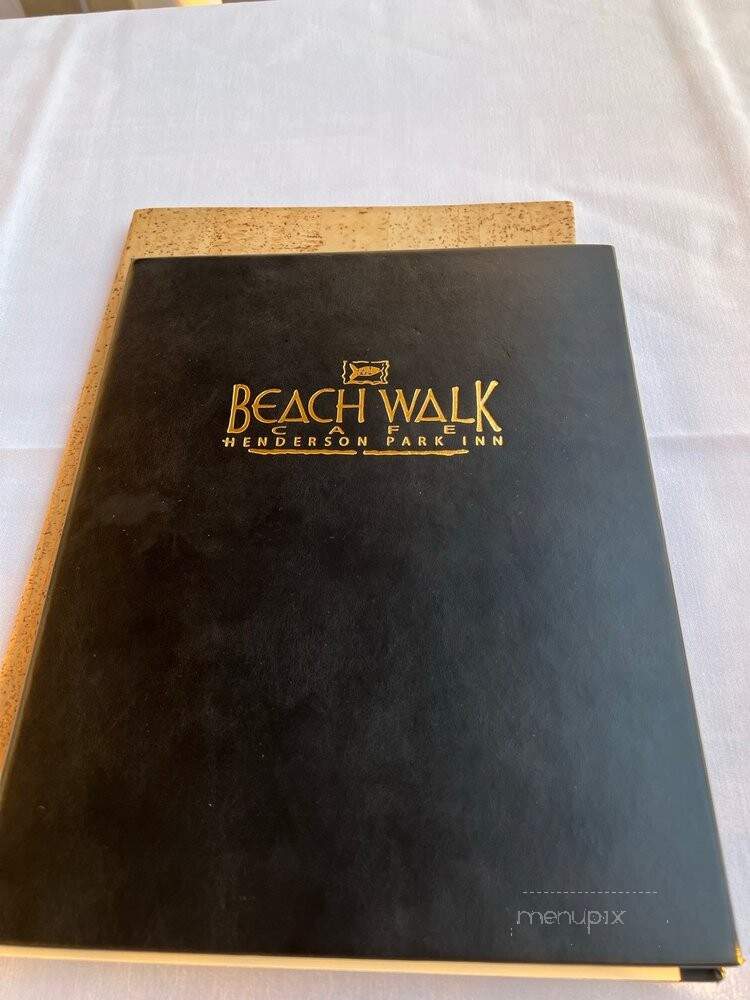 BEACH WALK
CAFE
HENDERSON PARK INN
menupix